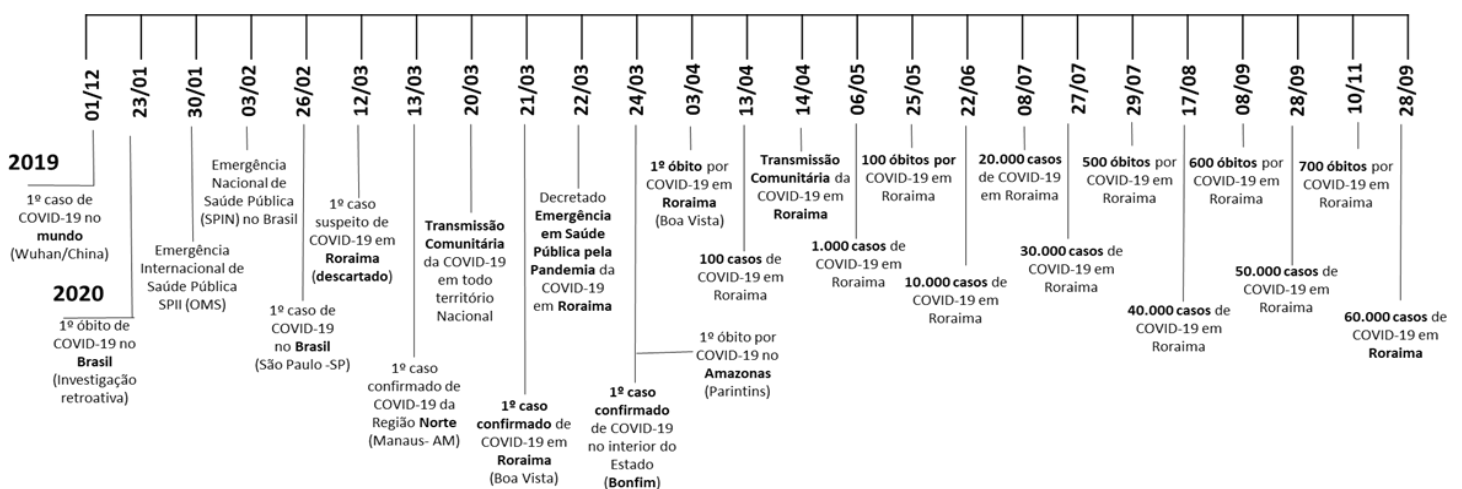 01/12
23/01
30/01
03/02
26/02
12/03
13/03
20/03
21/03
22/03
24/03
03/04
13/04
14/04
06/05
25/05
22/06
08/07
27/07
29/07
17/08
08/09
28/09
10/11
28/09
2019
1º caso de
COVID-19 no
mundo
(Wuhan/China)
2020
1º óbito de
COVID-19 no
Brasil
(Investigação
retroativa)
Emergência
Internacional de
Saúde Pública
SPII (OMS)
Emergência
Nacional de
Saúde Pública
(SPIN) no Brasil
1º caso de
COVID-19
no Brasil
(São Paulo -SP)
1º caso
suspeito de
COVID-19 em
Roraima
(descartado)
1º caso
confirmado de
COVID-19 da
Região Norte
(Manaus- AM)
Transmissão
Comunitária
da COVID-19
em todo
território
Nacional
1º caso
confirmado de
COVID-19 em
Roraima
(Boa Vista)
Decretado
Emergência
em Saúde
Pública pela
Pandemia da
COVID-19
em Roraima
1º caso
confirmado
de COVID-19
no interior do
Estado
(Bonfim)
1º óbito por
COVID-19 no
Amazonas
(Parintins)
1º óbito por
COVID-19 em
Roraima
(Boa Vista)
100 casos de
COVID-19 em
Roraima
Transmissão
Comunitária da
COVID-19 em
Roraima
1.000 casos de
COVID-19 em
Roraima
100 óbitos por
COVID-19 em
Roraima
10.000 casos de
COVID-19 em
Roraima
20.000 casos
de COVID-19
em Roraima
30.000 casos de
COVID-19 em
Roraima
500 óbitos por
COVID-19 em
Roraima
40.000 casos de
COVID-19 em
Roraima
600 óbitos por
COVID-19 em
Roraima
50.000 casos de
COVID-19 em
Roraima
700 óbitos por
COVID-19 em
Roraima
60.000 casos de
COVID-19 em
Roraima